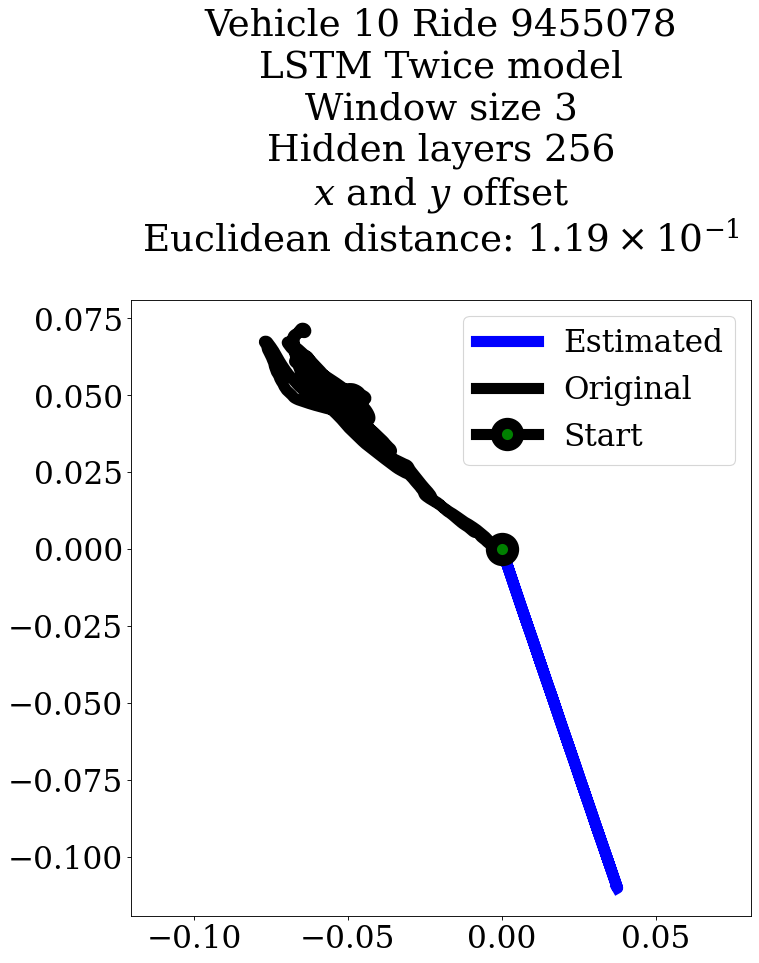 Vehicle 10 Ride 9455078
LSTM Twice model
Window size 3
Hidden layers 256
x and y offset
Euclidean distance: 1.19 × 10⁻¹
Estimated
Original
Start
0.075
0.050
0.025
0.000
−0.025
−0.050
−0.075
−0.100
−0.10 −0.05 0.00 0.05